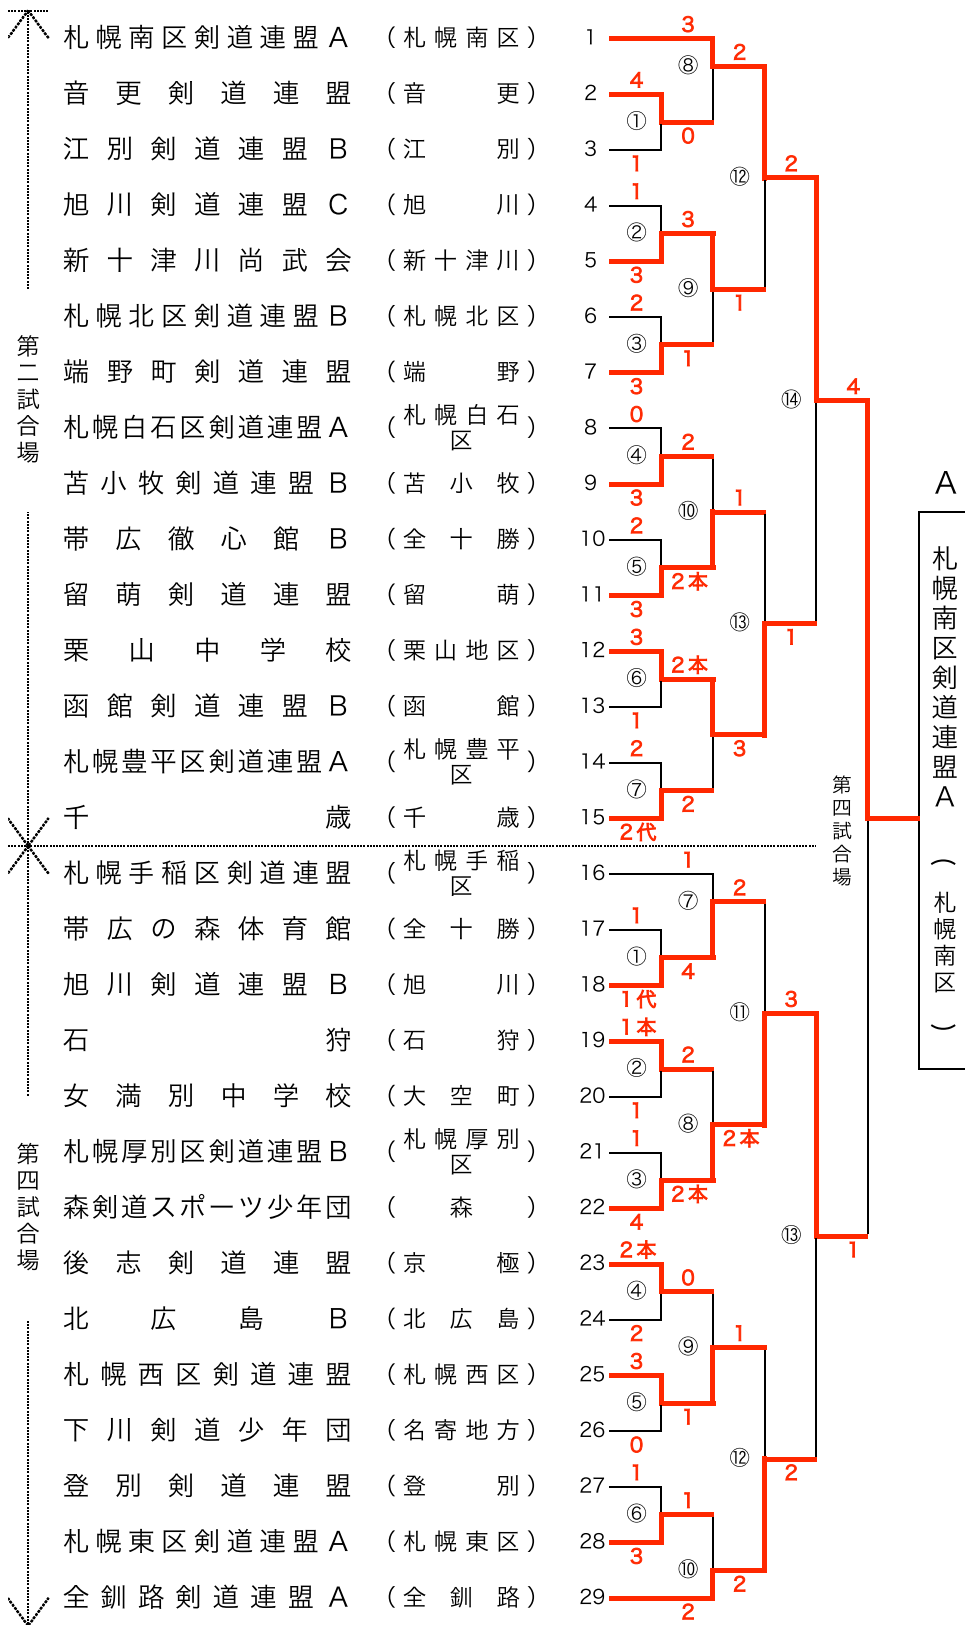 札幌南区剣道連盟A （札幌南区） 1
音更剣道連盟 （音更） 2
江別剣道連盟B （江別） 3
旭川剣道連盟C （旭川） 4
新十津川尚武会 （新十津川） 5
札幌北区剣道連盟B （札幌北区） 6
端野町剣道連盟 （端野） 7
札幌白石区剣道連盟A （札幌白石区） 8
苫小牧剣道連盟B （苫小牧） 9
帯広徹心館B （全十勝） 10
留萌剣道連盟 （留萌） 11
栗山中学校 （栗山地区） 12
函館剣道連盟B （函館） 13
札幌豊平区剣道連盟A （札幌豊平区） 14
千歳 （千歳） 15
札幌手稲区剣道連盟 （札幌手稲区） 16
帯広の森体育館 （全十勝） 17
旭川剣道連盟B （旭川） 18
石狩 （石狩） 19
女満別中学校 （大空町） 20
札幌厚別区剣道連盟B （札幌厚別区） 21
森剣道スポーツ少年団 （森） 22
後志剣道連盟 （京極） 23
北広島B （北広島） 24
札幌西区剣道連盟 （札幌西区） 25
下川剣道少年団 （名寄地方） 26
登別剣道連盟 （登別） 27
札幌東区剣道連盟A （札幌東区） 28
全釧路剣道連盟A （全釧路） 29
第二試合場
第四試合場
3
4
①
1
⑧
0
2
1
②
3
3
2
③
3
⑨
1
1
⑫
2
0
④
3
2
2
⑤
3
⑩
2本
1
3
⑥
1
2本
2
⑦
2代
2
3
⑬
1
⑭
4
1
1
①
1代
⑦
4
2
1本
②
1
2
1
③
4
⑧
2本
2本
⑪
3
2本
④
2
0
3
⑤
0
⑨
1
1
1
⑥
3
1
⑩
2
2
⑫
2
⑬
1
第四試合場
A
札幌南区剣道連盟A （札幌南区）